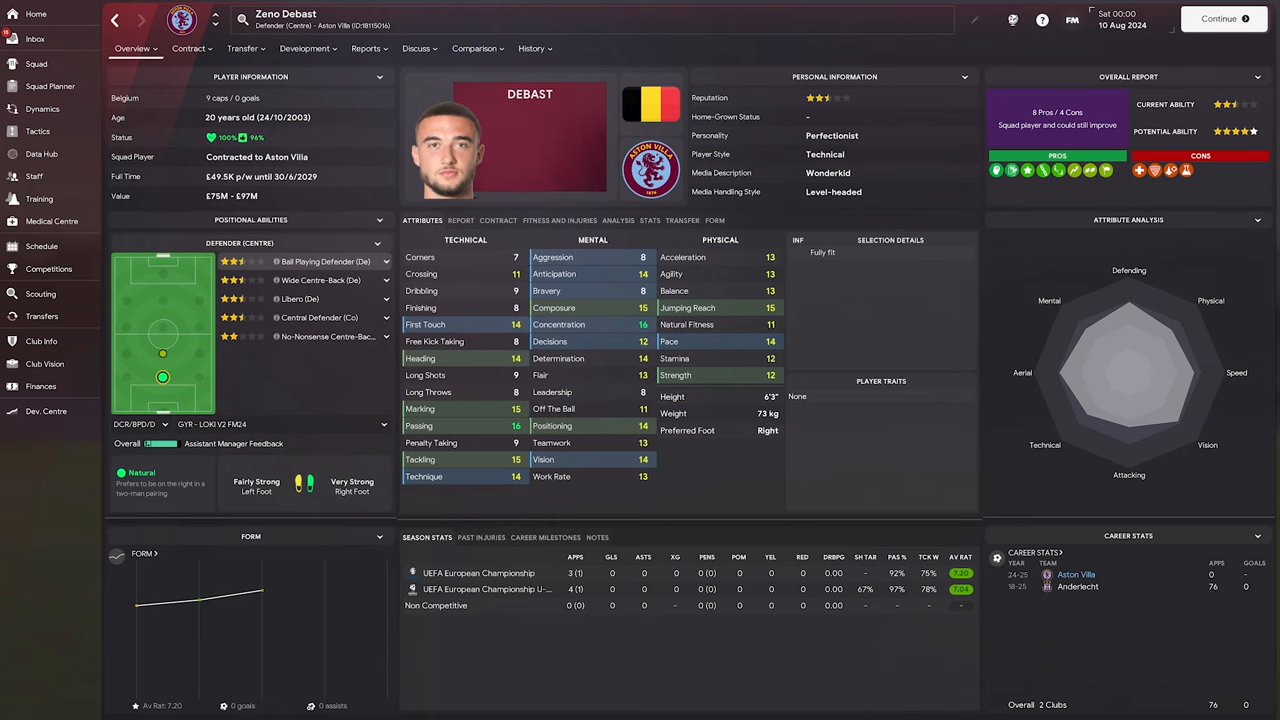 Home
15
Inbox
Squad
Squad Planner
Dynamics
Tactics
Data Hub
Staff
Training
Medical Centre
Schedule
Competitions
Scouting
Transfers
Club Info
Club Vision
Finances
Dev. Centre
Zeno Debast
Defender (Centre) - Aston Villa (ID:18115016)
FM
Sat 00:00
10 Aug 2024
Continue
Overview
Contract
Transfer
Development
Reports
Discuss
Comparison
History
PLAYER INFORMATION
Belgium 9 caps / 0 goals
Age 20 years old (24/10/2003)
Status 100% 96%
Squad Player Contracted to Aston Villa
Full Time £49.5K p/w until 30/6/2029
Value £75M - £97M
DEBAST
ASTON VILLA
PERSONAL INFORMATION
Reputation
Home-Grown Status -
Personality Perfectionist
Player Style Technical
Media Description Wonderkid
Media Handling Style Level-headed
OVERALL REPORT
8 Pros / 4 Cons
Squad player and could still improve
CURRENT ABILITY
POTENTIAL ABILITY
PROS CONS
POSITIONAL ABILITIES
DEFENDER (CENTRE)
Ball Playing Defender (De)
Wide Centre-Back (De)
Libero (De)
Central Defender (Co)
No-Nonsense Centre-Bac...
DCR/BPD/D GYR - LOKI V2 FM24
Overall Assistant Manager Feedback
Natural
Prefers to be on the right in a
two-man pairing
Fairly Strong
Left Foot
Very Strong
Right Foot
ATTRIBUTES REPORT CONTRACT FITNESS AND INJURIES ANALYSIS STATS TRANSFER FORM
TECHNICAL
Corners 7
Crossing 11
Dribbling 9
Finishing 8
First Touch 14
Free Kick Taking 8
Heading 14
Long Shots 9
Long Throws 8
Marking 15
Passing 16
Penalty Taking 9
Tackling 15
Technique 14
MENTAL
Aggression 8
Anticipation 14
Bravery 8
Composure 15
Concentration 16
Decisions 12
Determination 14
Flair 13
Leadership 8
Off The Ball 11
Positioning 14
Teamwork 13
Vision 14
Work Rate 13
PHYSICAL
Acceleration 13
Agility 13
Balance 13
Jumping Reach 15
Natural Fitness 11
Pace 14
Stamina 12
Strength 12
Height 6'3"
Weight 73 kg
Preferred Foot Right
INF SELECTION DETAILS
Fully fit
PLAYER TRAITS
None
ATTRIBUTE ANALYSIS
Defending
Physical
Speed
Vision
Attacking
Technical
Aerial
Mental
FORM
FORM
Av Rat: 7.20 0 goals 0 assists
SEASON STATS PAST INJURIES CAREER MILESTONES NOTES
APPS GLS ASTS XG PENS POM YEL RED DRBPG SH TAR PAS % TCK W AV RAT
UEFA European Championship 3 (1) 0 0 0 0 (0) 0 0 0 0.00 - 92% 75% 7.20
UEFA European Championship U-... 4 (1) 0 0 0 0 (0) 0 0 0 0.00 67% 97% 78% 7.04
Non Competitive 0 (0) 0 0 - 0 (0) 0 0 0 0.00 - - - -
CAREER STATS
CAREER STATS
YEAR TEAM APPS GOALS
24-25 Aston Villa 0 -
18-25 Anderlecht 76 0
Overall 2 Clubs 76 0